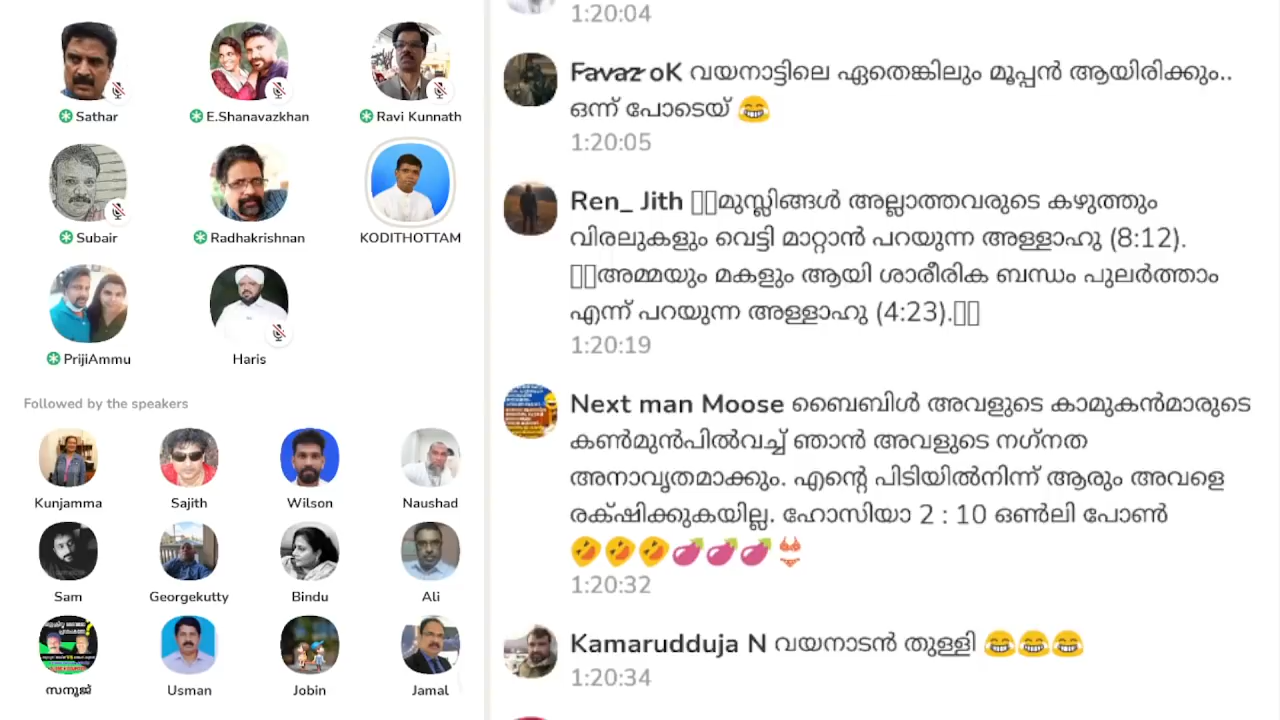 Sathar E.Shanavazkhan Ravi Kunnath
Subair Radhakrishnan KODITHOTTAM
PrijiAmmu Haris
Followed by the speakers
Kunjamma Sajith Wilson Naushad
Sam Georgekutty Bindu Ali
സനൂജ് Usman Jobin Jamal
1:20:04
Favaz oK വയനാട്ടിലെ ഏതെങ്കിലും മൂപ്പൻ ആയിരിക്കും..
ഒന്ന് പോടെയ് 😂
1:20:05
Ren_ Jith മുസ്ലിങ്ങൾ അല്ലാത്തവരുടെ കഴുത്തും
വിരലുകളും വെട്ടി മാറ്റാൻ പറയുന്ന അള്ളാഹു (8:12).
അമ്മയും മകളും ആയി ശാരീരിക ബന്ധം പുലർത്താം
എന്ന് പറയുന്ന അള്ളാഹു (4:23).
1:20:19
Next man Moose ബൈബിൾ അവളുടെ കാമുകൻമാരുടെ
കൺമുൻപിൽവച്ച് ഞാൻ അവളുടെ നഗ്‌നത
അനാവൃതമാക്കും. എന്റെ പിടിയിൽനിന്ന് ആരും അവളെ
രക്‌ഷിക്കുകയില്ല. ഹോസിയാ 2 : 10 ഒൺലി പോൺ
🤣🤣🤣🍆🍆🍆👙
1:20:32
Kamarudduja N വയനാടൻ തുള്ളി 😂😂😂
1:20:34